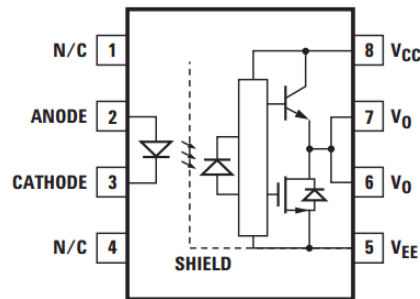 N/C 1 8 VCC
ANODE 2 7 VO
CATHODE 3 6 VO
N/C 4 5 VEE
SHIELD